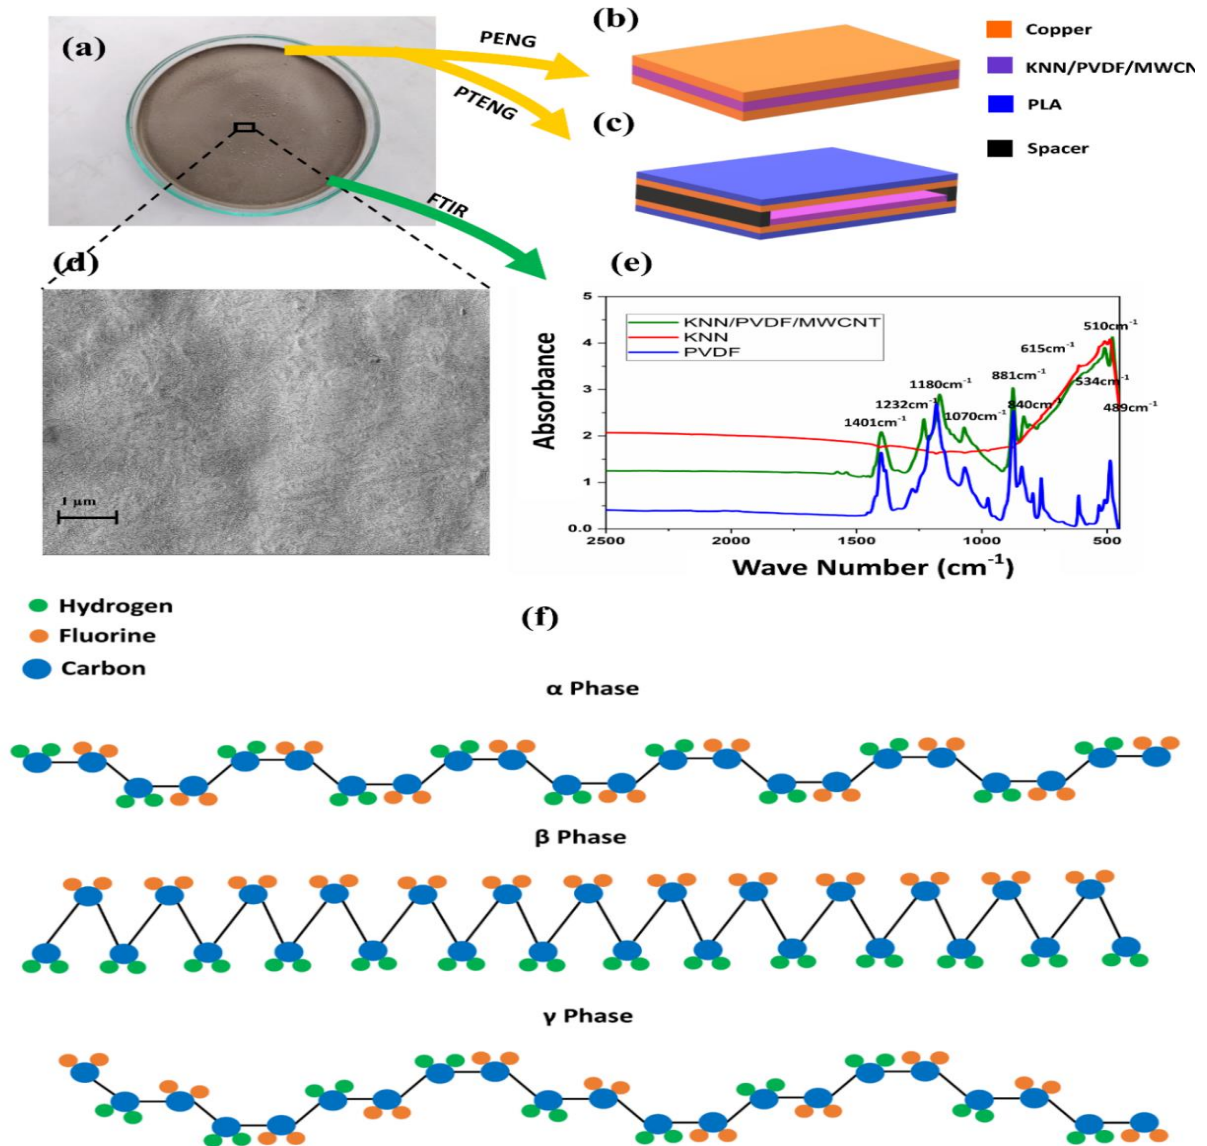 (a)
PENG
PTENG
FTIR
(b)
(c)
Copper
KNN/PVDF/MWCN
PLA
Spacer
(d)
1 μm
(e)
Absorbance
5
4
3
2
1
0.0
KNN/PVDF/MWCNT
KNN
PVDF
1401cm⁻¹
1232cm⁻¹
1180cm⁻¹
1070cm⁻¹
881cm⁻¹
840cm⁻¹
615cm⁻¹
510cm⁻¹
534cm⁻¹
489cm⁻¹
2500
2000
1500
1000
500
Wave Number (cm⁻¹)
Hydrogen
Fluorine
Carbon
(f)
α Phase
β Phase
γ Phase